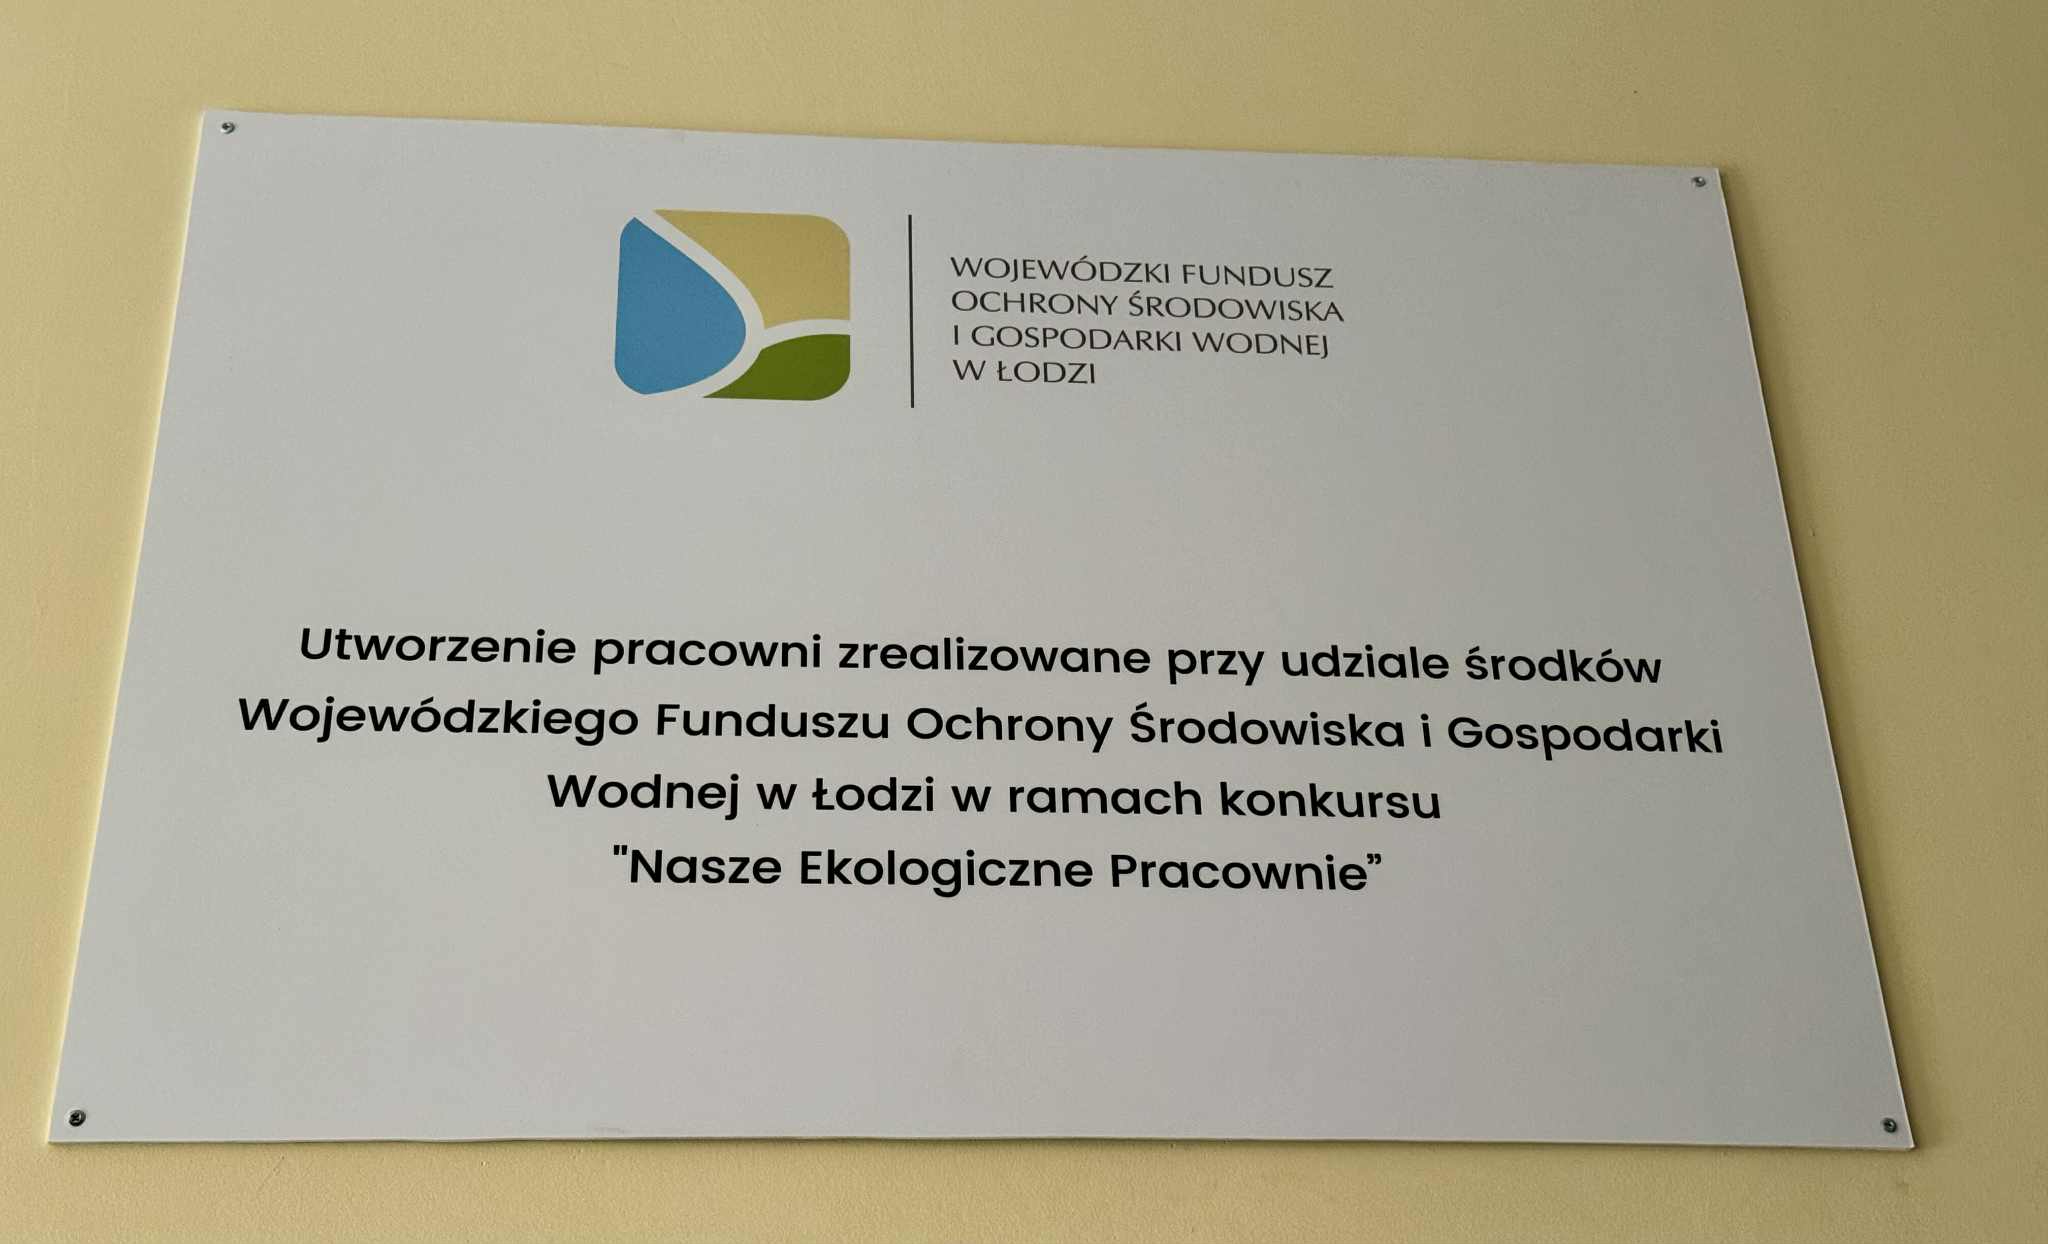 WOJEWÓDZKI FUNDUSZ
OCHRONY ŚRODOWISKA
I GOSPODARKI WODNEJ
W ŁODZI
Utworzenie pracowni zrealizowane przy udziale środków
Wojewódzkiego Funduszu Ochrony Środowiska i Gospodarki
Wodnej w Łodzi w ramach konkursu
"Nasze Ekologiczne Pracownie”